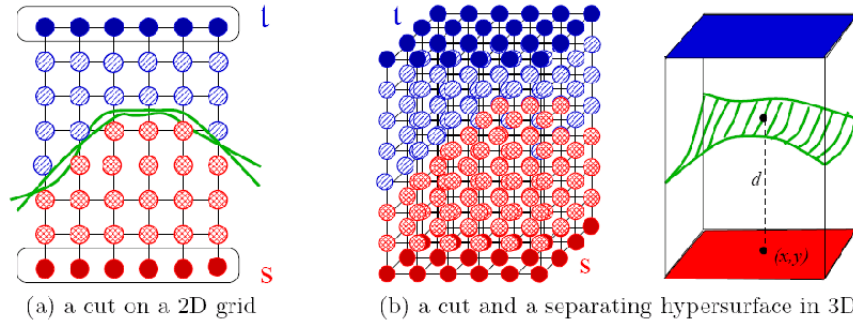 t
s
(a) a cut on a 2D grid
t
s
d
(x,y)
(b) a cut and a separating hypersurface in 3D